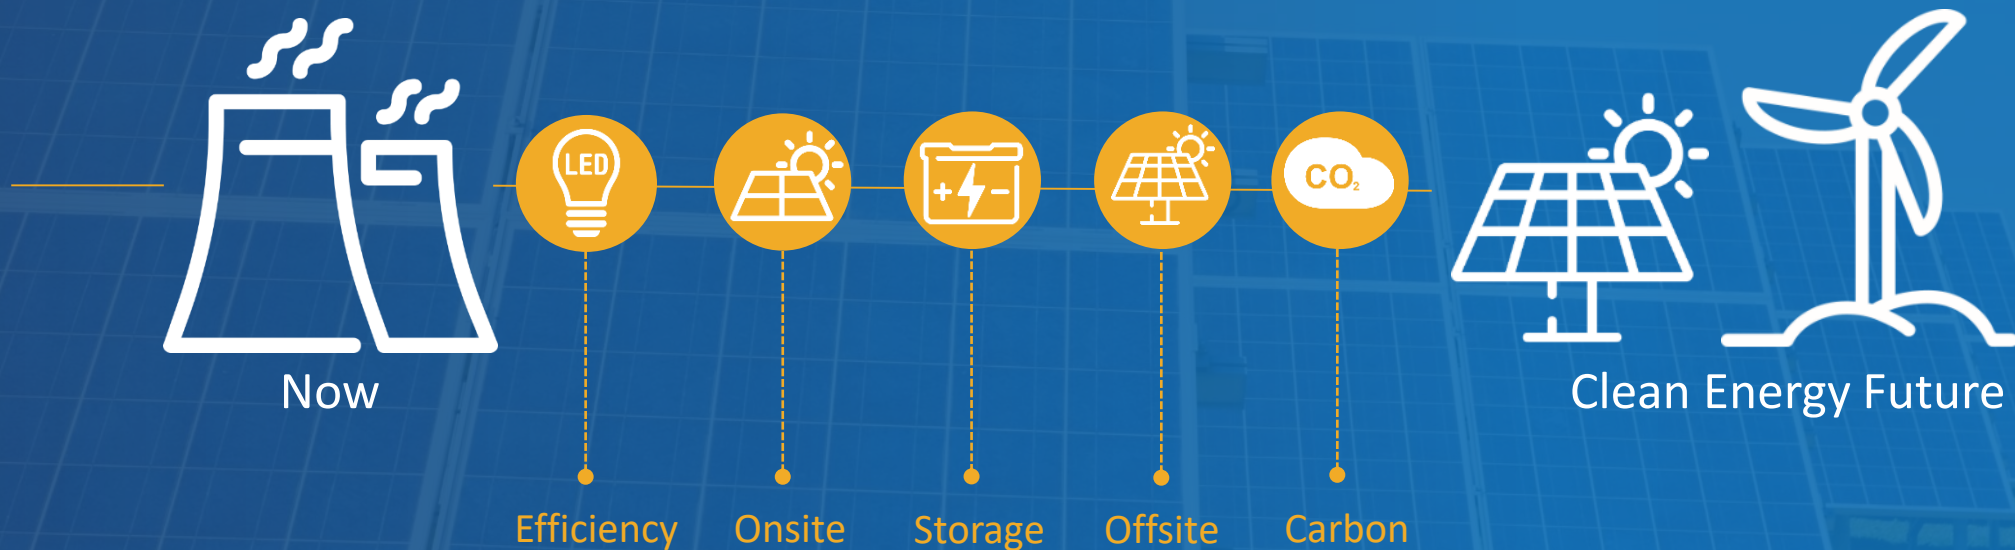 LED
CO₂
Now
Clean Energy Future
Efficiency
Onsite
Storage
Offsite
Carbon